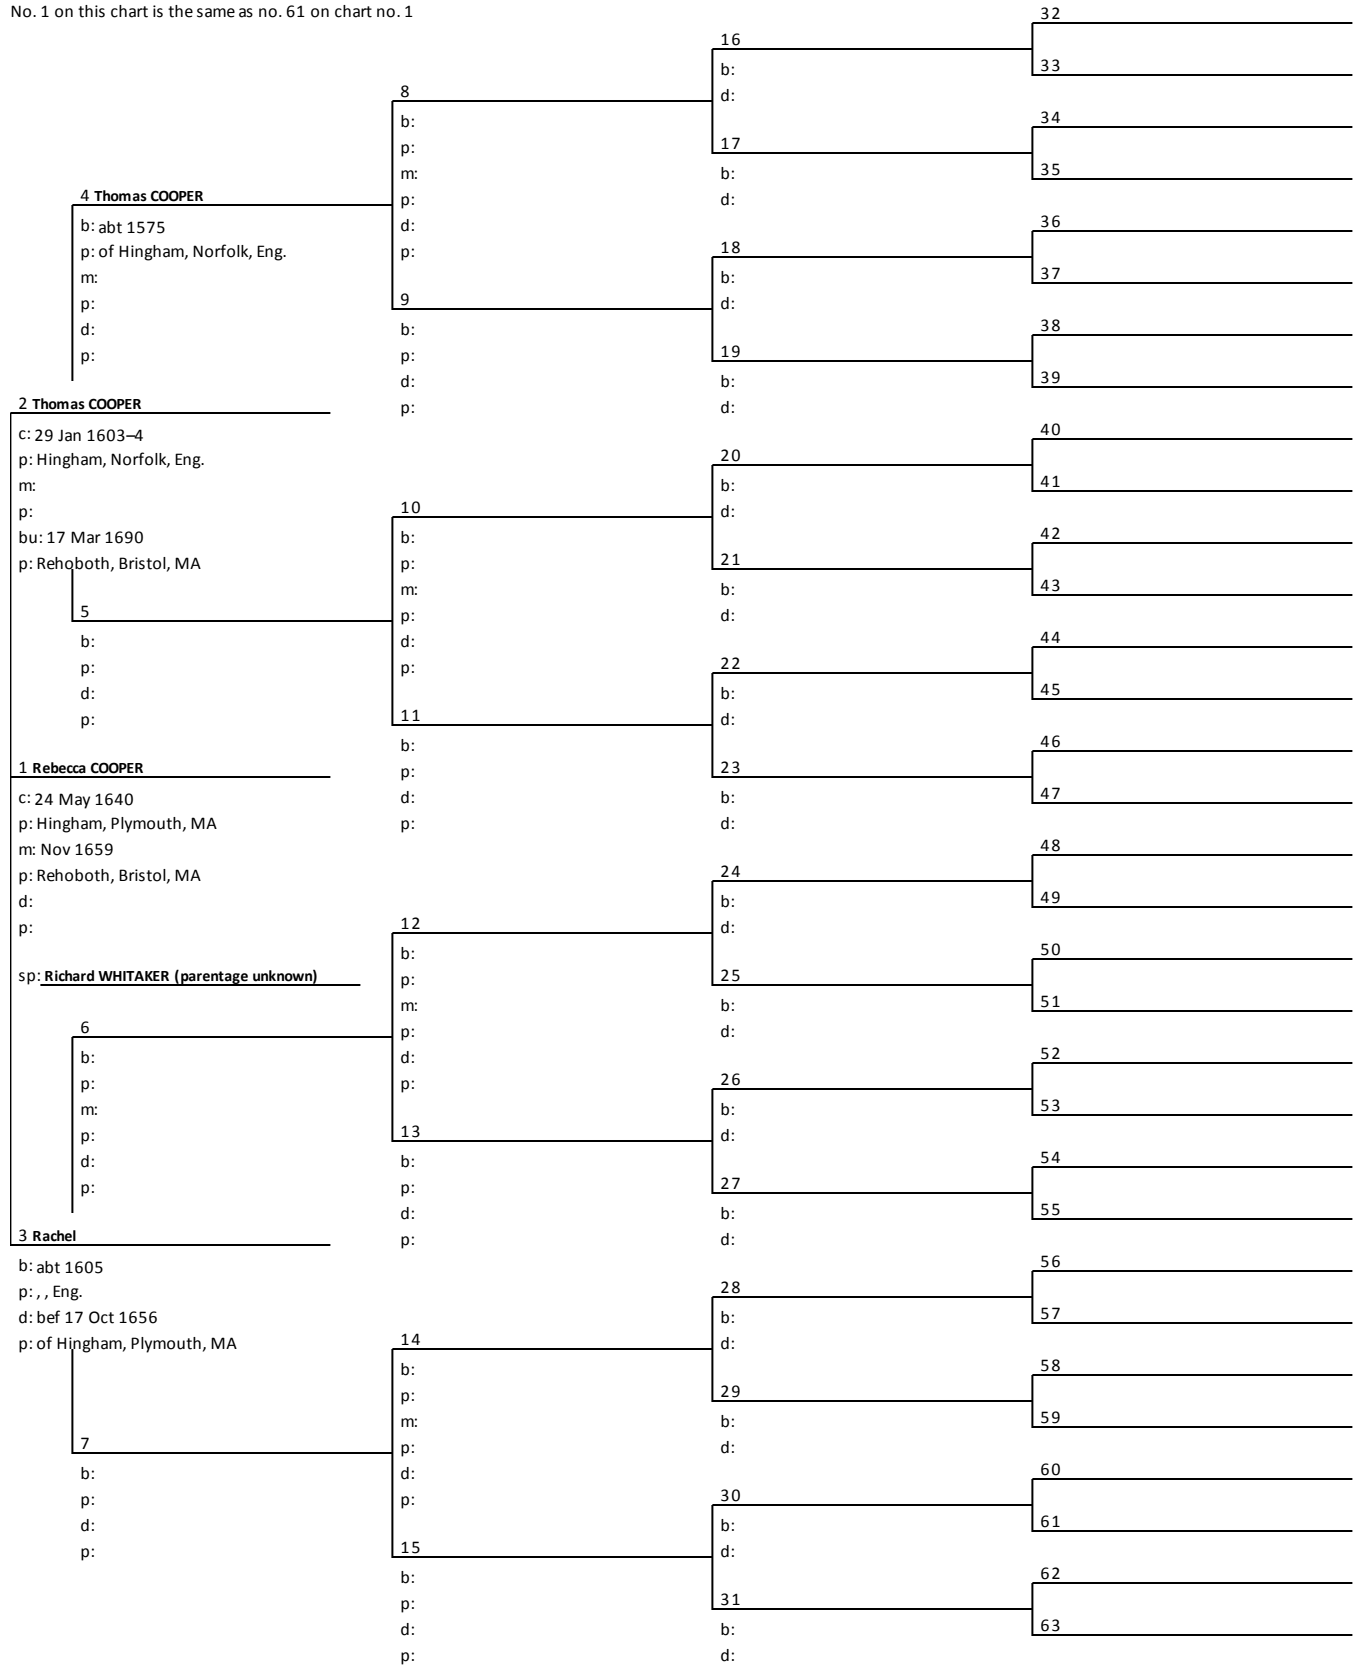 No. 1 on this chart is the same as no. 61 on chart no. 1
4 Thomas COOPER
b: abt 1575
p: of Hingham, Norfolk, Eng.
m:
p:
d:
p:
2 Thomas COOPER
c: 29 Jan 1603–4
p: Hingham, Norfolk, Eng.
m:
p:
bu: 17 Mar 1690
p: Rehoboth, Bristol, MA
5
b:
p:
d:
p:
1 Rebecca COOPER
c: 24 May 1640
p: Hingham, Plymouth, MA
m: Nov 1659
p: Rehoboth, Bristol, MA
d:
p:
sp: Richard WHITAKER (parentage unknown)
6
b:
p:
m:
p:
d:
p:
3 Rachel
b: abt 1605
p: , , Eng.
d: bef 17 Oct 1656
p: of Hingham, Plymouth, MA
7
b:
p:
d:
p:
8
b:
p:
m:
p:
d:
p:
9
b:
p:
d:
p:
10
b:
p:
m:
p:
d:
p:
11
b:
p:
d:
p:
12
b:
p:
m:
p:
d:
p:
13
b:
p:
d:
p:
14
b:
p:
m:
p:
d:
p:
15
b:
p:
d:
p:
16
b:
d:
17
b:
d:
18
b:
d:
19
b:
d:
20
b:
d:
21
b:
d:
22
b:
d:
23
b:
d:
24
b:
d:
25
b:
d:
26
b:
d:
27
b:
d:
28
b:
d:
29
b:
d:
30
b:
d:
31
b:
d:
32
33
34
35
36
37
38
39
40
41
42
43
44
45
46
47
48
49
50
51
52
53
54
55
56
57
58
59
60
61
62
63